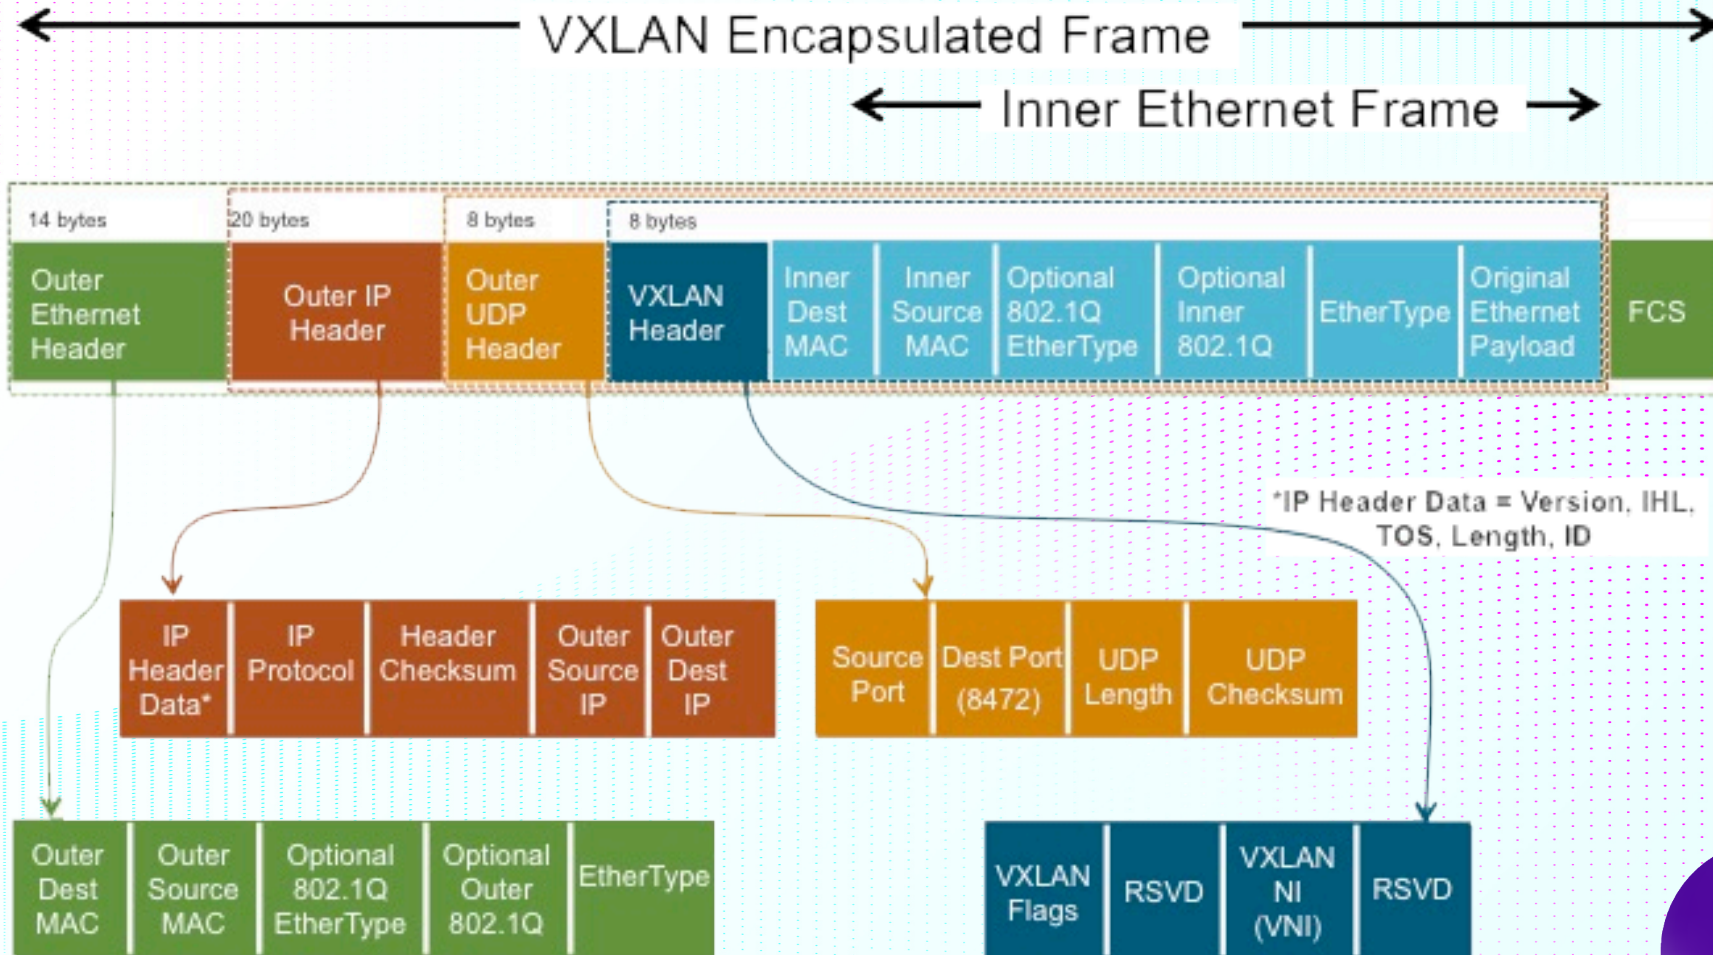 VXLAN Encapsulated Frame
Inner Ethernet Frame
14 bytes
20 bytes
8 bytes
8 bytes
Outer
Ethernet
Header
Outer IP
Header
Outer
UDP
Header
VXLAN
Header
Inner
Dest
MAC
Inner
Source
MAC
Optional
802.1Q
EtherType
Optional
Inner
802.1Q
EtherType
Original
Ethernet
Payload
FCS
*IP Header Data = Version, IHL,
TOS, Length, ID
IP
Header
Data*
IP
Protocol
Header
Checksum
Outer
Source
IP
Outer
Dest
IP
Source
Port
Dest Port
(8472)
UDP
Length
UDP
Checksum
Outer
Dest
MAC
Outer
Source
MAC
Optional
802.1Q
EtherType
Optional
Outer
802.1Q
EtherType
VXLAN
Flags
RSVD
VXLAN
NI
(VNI)
RSVD